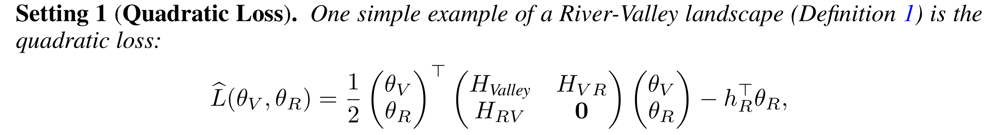 Setting 1 (Quadratic Loss). One simple example of a River-Valley landscape (Definition 1) is the
quadratic loss:
$$\widehat{L}(\theta_V, \theta_R) = \frac{1}{2} \begin{pmatrix} \theta_V \\ \theta_R \end{pmatrix}^\top \begin{pmatrix} H_{Valley} & H_{VR} \\ H_{RV} & \mathbf{0} \end{pmatrix} \begin{pmatrix} \theta_V \\ \theta_R \end{pmatrix} - h_R^\top \theta_R,$$